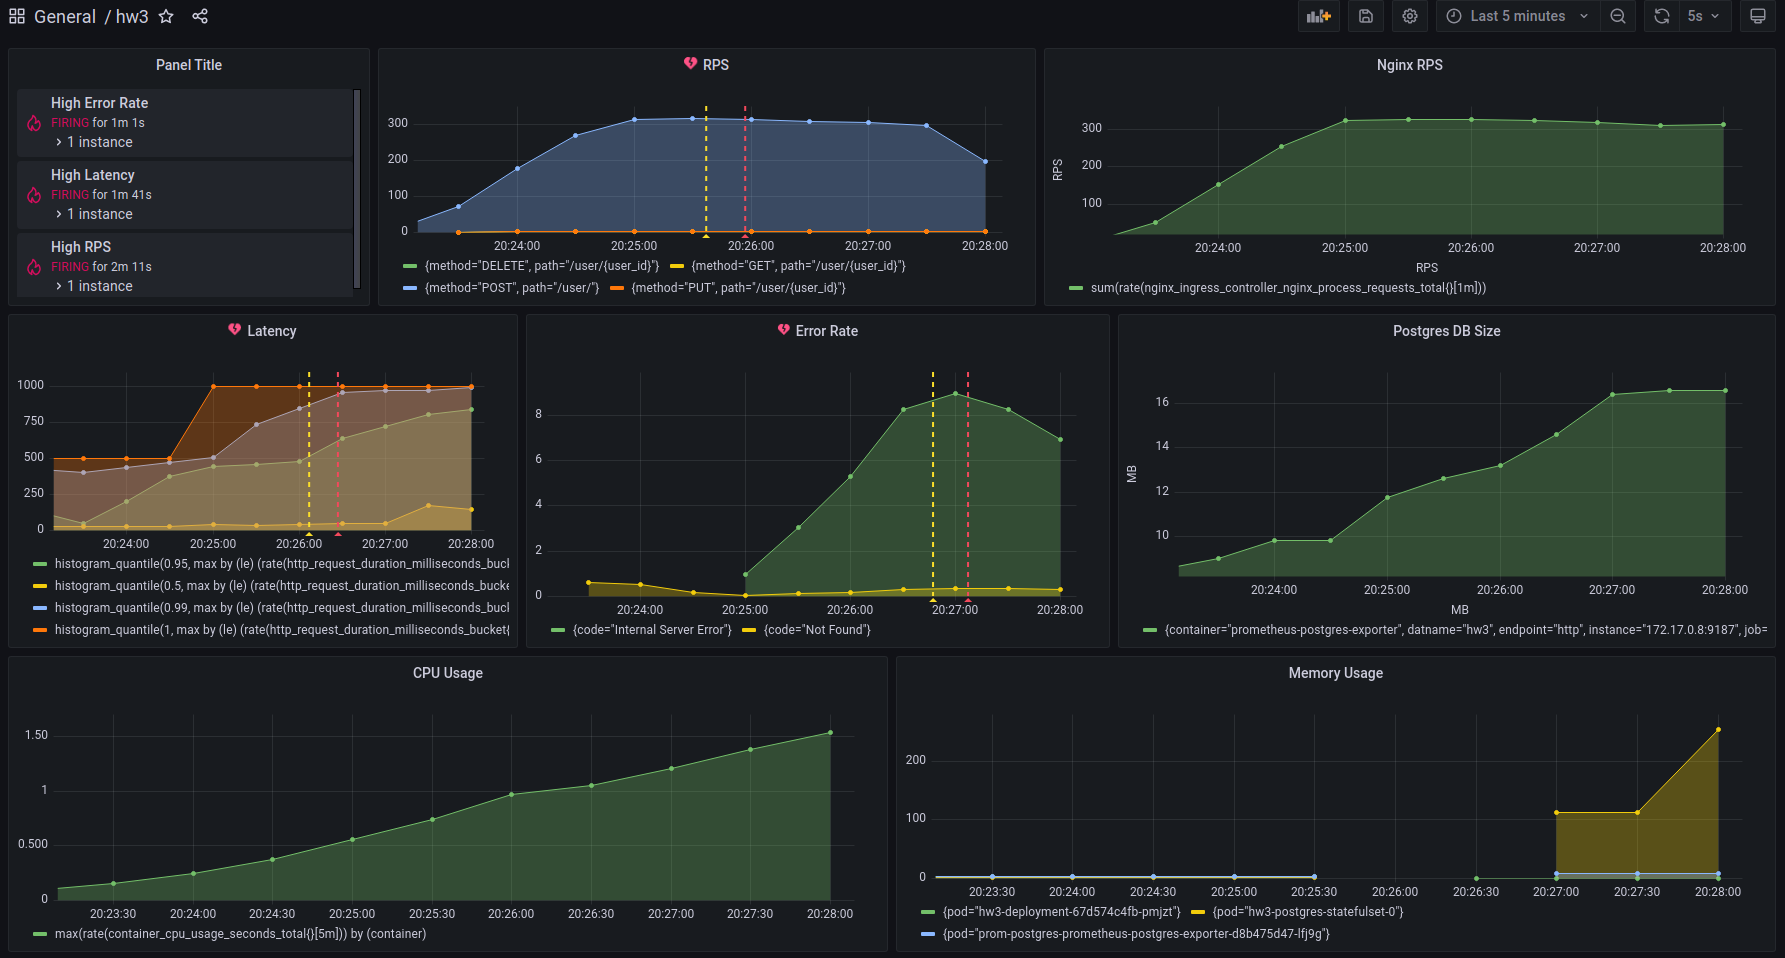 General / hw3
Last 5 minutes
5s
Panel Title
High Error Rate
FIRING for 1m 1s
1 instance
High Latency
FIRING for 1m 41s
1 instance
High RPS
FIRING for 2m 11s
1 instance
RPS
300
200
100
0
20:24:00 20:25:00 20:26:00 20:27:00 20:28:00
{method="DELETE", path="/user/{user_id}"} {method="GET", path="/user/{user_id}"}
{method="POST", path="/user/"} {method="PUT", path="/user/{user_id}"}
Nginx RPS
RPS
300
200
100
20:24:00 20:25:00 20:26:00 20:27:00 20:28:00
RPS
sum(rate(nginx_ingress_controller_nginx_process_requests_total{}[1m]))
Latency
1000
750
500
250
0
20:24:00 20:25:00 20:26:00 20:27:00 20:28:00
histogram_quantile(0.95, max by (le) (rate(http_request_duration_milliseconds_buc
histogram_quantile(0.5, max by (le) (rate(http_request_duration_milliseconds_bucke
histogram_quantile(0.99, max by (le) (rate(http_request_duration_milliseconds_buc
histogram_quantile(1, max by (le) (rate(http_request_duration_milliseconds_bucket{
Error Rate
8
6
4
2
0
20:24:00 20:25:00 20:26:00 20:27:00 20:28:00
{code="Internal Server Error"} {code="Not Found"}
Postgres DB Size
MB
16
14
12
10
20:24:00 20:25:00 20:26:00 20:27:00 20:28:00
MB
{container="prometheus-postgres-exporter", datname="hw3", endpoint="http", instance="172.17.0.8:9187", job=
CPU Usage
1.50
1
0.500
0
20:23:30 20:24:00 20:24:30 20:25:00 20:25:30 20:26:00 20:26:30 20:27:00 20:27:30 20:28:00
max(rate(container_cpu_usage_seconds_total{}[5m])) by (container)
Memory Usage
200
100
0
20:23:30 20:24:00 20:24:30 20:25:00 20:25:30 20:26:00 20:26:30 20:27:00 20:27:30 20:28:00
{pod="hw3-deployment-67d574c4fb-pmjzt"} {pod="hw3-postgres-statefulset-0"}
{pod="prom-postgres-prometheus-postgres-exporter-d8b475d47-lfj9g"}